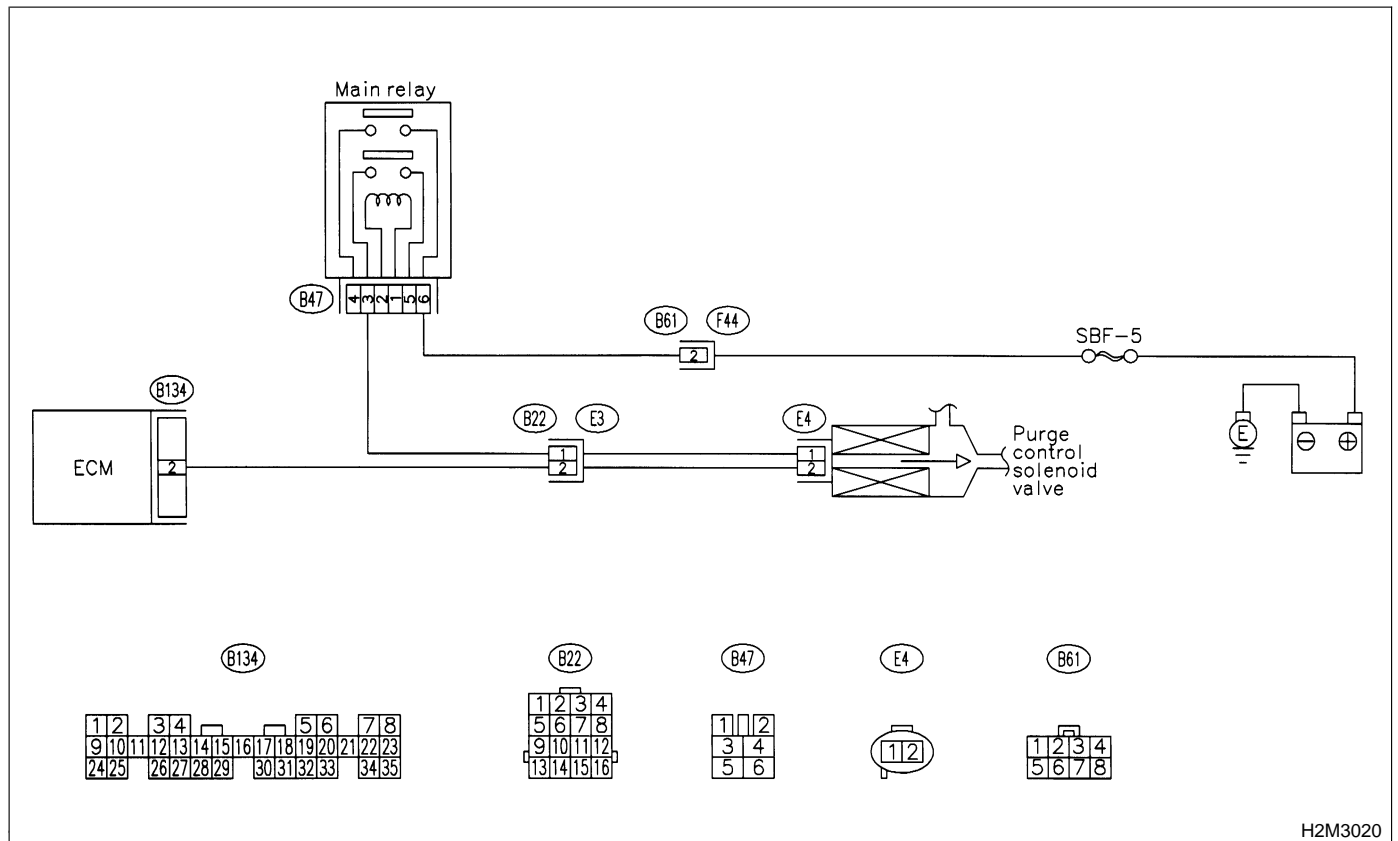 Main relay
B47
4 3 2 1 5 6
B61 F44
2
SBF-5
B134
B22 E3
E4
E
⊖ ⊕
ECM
2
1
2
1
2
Purge
control
solenoid
valve
B134
1 2 3 4 5 6 7 8
9 10 11 12 13 14 15 16 17 18 19 20 21 22 23
24 25 26 27 28 29 30 31 32 33 34 35
B22
1 2 3 4
5 6 7 8
9 10 11 12
13 14 15 16
B47
1 2
3 4
5 6
E4
1 2
B61
1 2 3 4
5 6 7 8
H2M3020